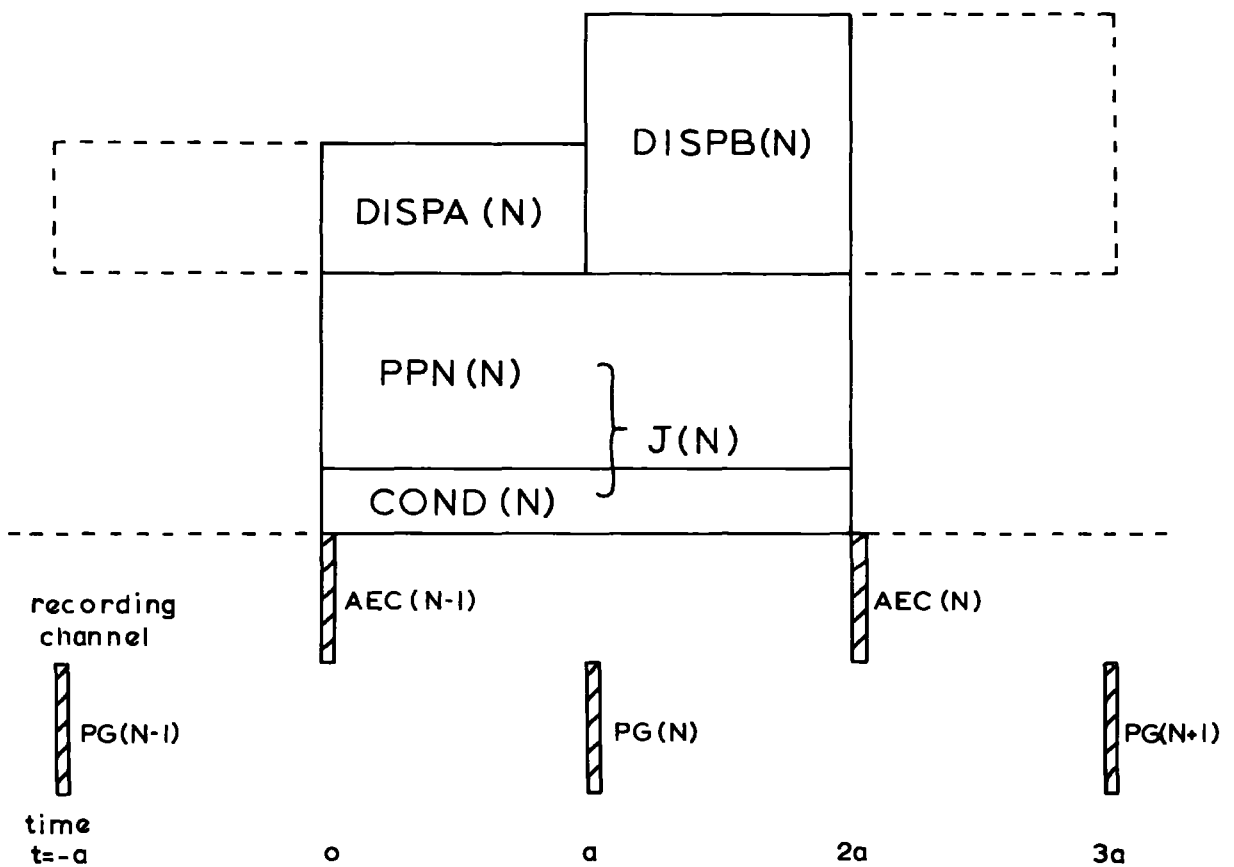 DISPB(N)
DISPA (N)
PPN (N)
J(N)
COND (N)
AEC(N-1)
AEC(N)
recording
channel
PG(N-1)
PG(N)
PG(N+1)
time
t=-a
o
a
2a
3a